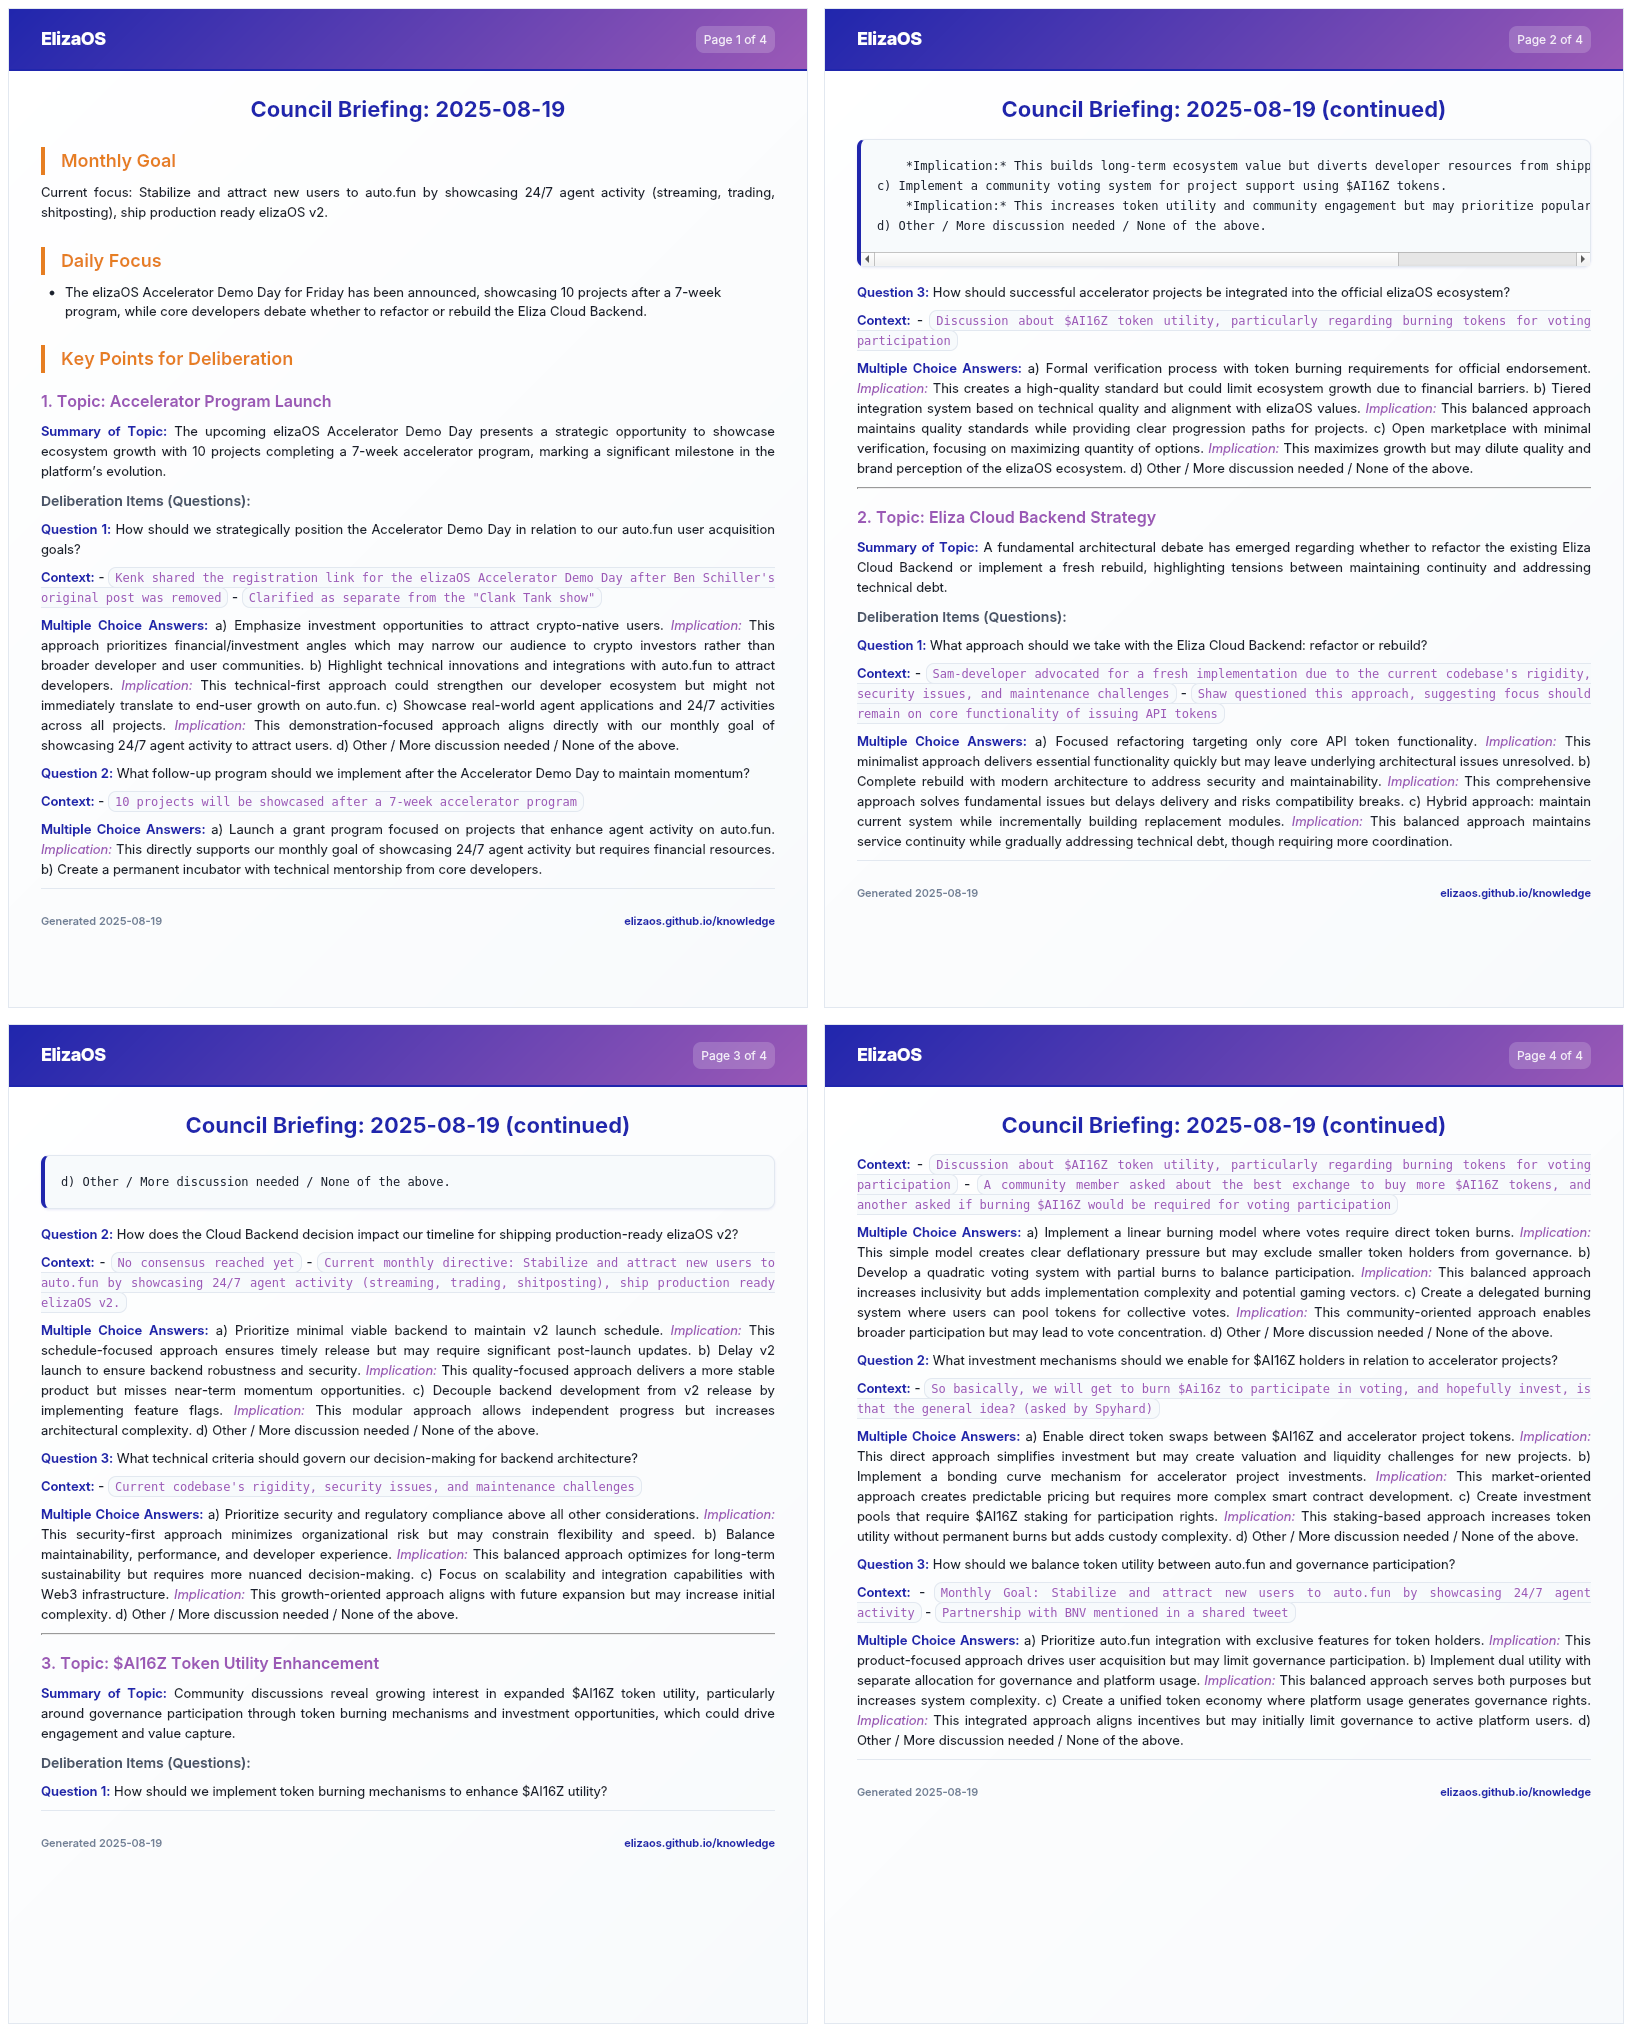 ElizaOS
Page 1 of 4
Council Briefing: 2025-08-19
Monthly Goal
Current focus: Stabilize and attract new users to auto.fun by showcasing 24/7 agent activity (streaming, trading,
shitposting), ship production ready elizaOS v2.
Daily Focus
• The elizaOS Accelerator Demo Day for Friday has been announced, showcasing 10 projects after a 7-week
program, while core developers debate whether to refactor or rebuild the Eliza Cloud Backend.
Key Points for Deliberation
1. Topic: Accelerator Program Launch
Summary of Topic: The upcoming elizaOS Accelerator Demo Day presents a strategic opportunity to showcase
ecosystem growth with 10 projects completing a 7-week accelerator program, marking a significant milestone in the
platform's evolution.
Deliberation Items (Questions):
Question 1: How should we strategically position the Accelerator Demo Day in relation to our auto.fun user acquisition
goals?
Context: - Kenk shared the registration link for the elizaOS Accelerator Demo Day after Ben Schiller's
original post was removed - Clarified as separate from the "Clank Tank show"
Multiple Choice Answers: a) Emphasize investment opportunities to attract crypto-native users. Implication: This
approach prioritizes financial/investment angles which may narrow our audience to crypto investors rather than
broader developer and user communities. b) Highlight technical innovations and integrations with auto.fun to attract
developers. Implication: This technical-first approach could strengthen our developer ecosystem but might not
immediately translate to end-user growth on auto.fun. c) Showcase real-world agent applications and 24/7 activities
across all projects. Implication: This demonstration-focused approach aligns directly with our monthly goal of
showcasing 24/7 agent activity to attract users. d) Other / More discussion needed / None of the above.
Question 2: What follow-up program should we implement after the Accelerator Demo Day to maintain momentum?
Context: - 10 projects will be showcased after a 7-week accelerator program
Multiple Choice Answers: a) Launch a grant program focused on projects that enhance agent activity on auto.fun.
Implication: This directly supports our monthly goal of showcasing 24/7 agent activity but requires financial resources.
b) Create a permanent incubator with technical mentorship from core developers.
Generated 2025-08-19
elizaos.github.io/knowledge
ElizaOS
Page 2 of 4
Council Briefing: 2025-08-19 (continued)
*Implication:* This builds long-term ecosystem value but diverts developer resources from shipp
c) Implement a community voting system for project support using $AI16Z tokens.
*Implication:* This increases token utility and community engagement but may prioritize popular
d) Other / More discussion needed / None of the above.
Question 3: How should successful accelerator projects be integrated into the official elizaOS ecosystem?
Context: - Discussion about $AI16Z token utility, particularly regarding burning tokens for voting
participation
Multiple Choice Answers: a) Formal verification process with token burning requirements for official endorsement.
Implication: This creates a high-quality standard but could limit ecosystem growth due to financial barriers. b) Tiered
integration system based on technical quality and alignment with elizaOS values. Implication: This balanced approach
maintains quality standards while providing clear progression paths for projects. c) Open marketplace with minimal
verification, focusing on maximizing quantity of options. Implication: This maximizes growth but may dilute quality and
brand perception of the elizaOS ecosystem. d) Other / More discussion needed / None of the above.
2. Topic: Eliza Cloud Backend Strategy
Summary of Topic: A fundamental architectural debate has emerged regarding whether to refactor the existing Eliza
Cloud Backend or implement a fresh rebuild, highlighting tensions between maintaining continuity and addressing
technical debt.
Deliberation Items (Questions):
Question 1: What approach should we take with the Eliza Cloud Backend: refactor or rebuild?
Context: - Sam-developer advocated for a fresh implementation due to the current codebase's rigidity,
security issues, and maintenance challenges - Shaw questioned this approach, suggesting focus should
remain on core functionality of issuing API tokens
Multiple Choice Answers: a) Focused refactoring targeting only core API token functionality. Implication: This
minimalist approach delivers essential functionality quickly but may leave underlying architectural issues unresolved. b)
Complete rebuild with modern architecture to address security and maintainability. Implication: This comprehensive
approach solves fundamental issues but delays delivery and risks compatibility breaks. c) Hybrid approach: maintain
current system while incrementally building replacement modules. Implication: This balanced approach maintains
service continuity while gradually addressing technical debt, though requiring more coordination.
Generated 2025-08-19
elizaos.github.io/knowledge
ElizaOS
Page 3 of 4
Council Briefing: 2025-08-19 (continued)
d) Other / More discussion needed / None of the above.
Question 2: How does the Cloud Backend decision impact our timeline for shipping production-ready elizaOS v2?
Context: - No consensus reached yet - Current monthly directive: Stabilize and attract new users to
auto.fun by showcasing 24/7 agent activity (streaming, trading, shitposting), ship production ready
elizaOS v2.
Multiple Choice Answers: a) Prioritize minimal viable backend to maintain v2 launch schedule. Implication: This
schedule-focused approach ensures timely release but may require significant post-launch updates. b) Delay v2
launch to ensure backend robustness and security. Implication: This quality-focused approach delivers a more stable
product but misses near-term momentum opportunities. c) Decouple backend development from v2 release by
implementing feature flags. Implication: This modular approach allows independent progress but increases
architectural complexity. d) Other / More discussion needed / None of the above.
Question 3: What technical criteria should govern our decision-making for backend architecture?
Context: - Current codebase's rigidity, security issues, and maintenance challenges
Multiple Choice Answers: a) Prioritize security and regulatory compliance above all other considerations. Implication:
This security-first approach minimizes organizational risk but may constrain flexibility and speed. b) Balance
maintainability, performance, and developer experience. Implication: This balanced approach optimizes for long-term
sustainability but requires more nuanced decision-making. c) Focus on scalability and integration capabilities with
Web3 infrastructure. Implication: This growth-oriented approach aligns with future expansion but may increase initial
complexity. d) Other / More discussion needed / None of the above.
3. Topic: $AI16Z Token Utility Enhancement
Summary of Topic: Community discussions reveal growing interest in expanded $AI16Z token utility, particularly
around governance participation through token burning mechanisms and investment opportunities, which could drive
engagement and value capture.
Deliberation Items (Questions):
Question 1: How should we implement token burning mechanisms to enhance $AI16Z utility?
Generated 2025-08-19
elizaos.github.io/knowledge
ElizaOS
Page 4 of 4
Council Briefing: 2025-08-19 (continued)
Context: - Discussion about $AI16Z token utility, particularly regarding burning tokens for voting
participation - A community member asked about the best exchange to buy more $AI16Z tokens, and
another asked if burning $AI16Z would be required for voting participation
Multiple Choice Answers: a) Implement a linear burning model where votes require direct token burns. Implication:
This simple model creates clear deflationary pressure but may exclude smaller token holders from governance. b)
Develop a quadratic voting system with partial burns to balance participation. Implication: This balanced approach
increases inclusivity but adds implementation complexity and potential gaming vectors. c) Create a delegated burning
system where users can pool tokens for collective votes. Implication: This community-oriented approach enables
broader participation but may lead to vote concentration. d) Other / More discussion needed / None of the above.
Question 2: What investment mechanisms should we enable for $AI16Z holders in relation to accelerator projects?
Context: - So basically, we will get to burn $Ai16z to participate in voting, and hopefully invest, is
that the general idea? (asked by Spyhard)
Multiple Choice Answers: a) Enable direct token swaps between $AI16Z and accelerator project tokens. Implication:
This direct approach simplifies investment but may create valuation and liquidity challenges for new projects. b)
Implement a bonding curve mechanism for accelerator project investments. Implication: This market-oriented
approach creates predictable pricing but requires more complex smart contract development. c) Create investment
pools that require $AI16Z staking for participation rights. Implication: This staking-based approach increases token
utility without permanent burns but adds custody complexity. d) Other / More discussion needed / None of the above.
Question 3: How should we balance token utility between auto.fun and governance participation?
Context: - Monthly Goal: Stabilize and attract new users to auto.fun by showcasing 24/7 agent
activity - Partnership with BNV mentioned in a shared tweet
Multiple Choice Answers: a) Prioritize auto.fun integration with exclusive features for token holders. Implication: This
product-focused approach drives user acquisition but may limit governance participation. b) Implement dual utility with
separate allocation for governance and platform usage. Implication: This balanced approach serves both purposes but
increases system complexity. c) Create a unified token economy where platform usage generates governance rights.
Implication: This integrated approach aligns incentives but may initially limit governance to active platform users. d)
Other / More discussion needed / None of the above.
Generated 2025-08-19
elizaos.github.io/knowledge